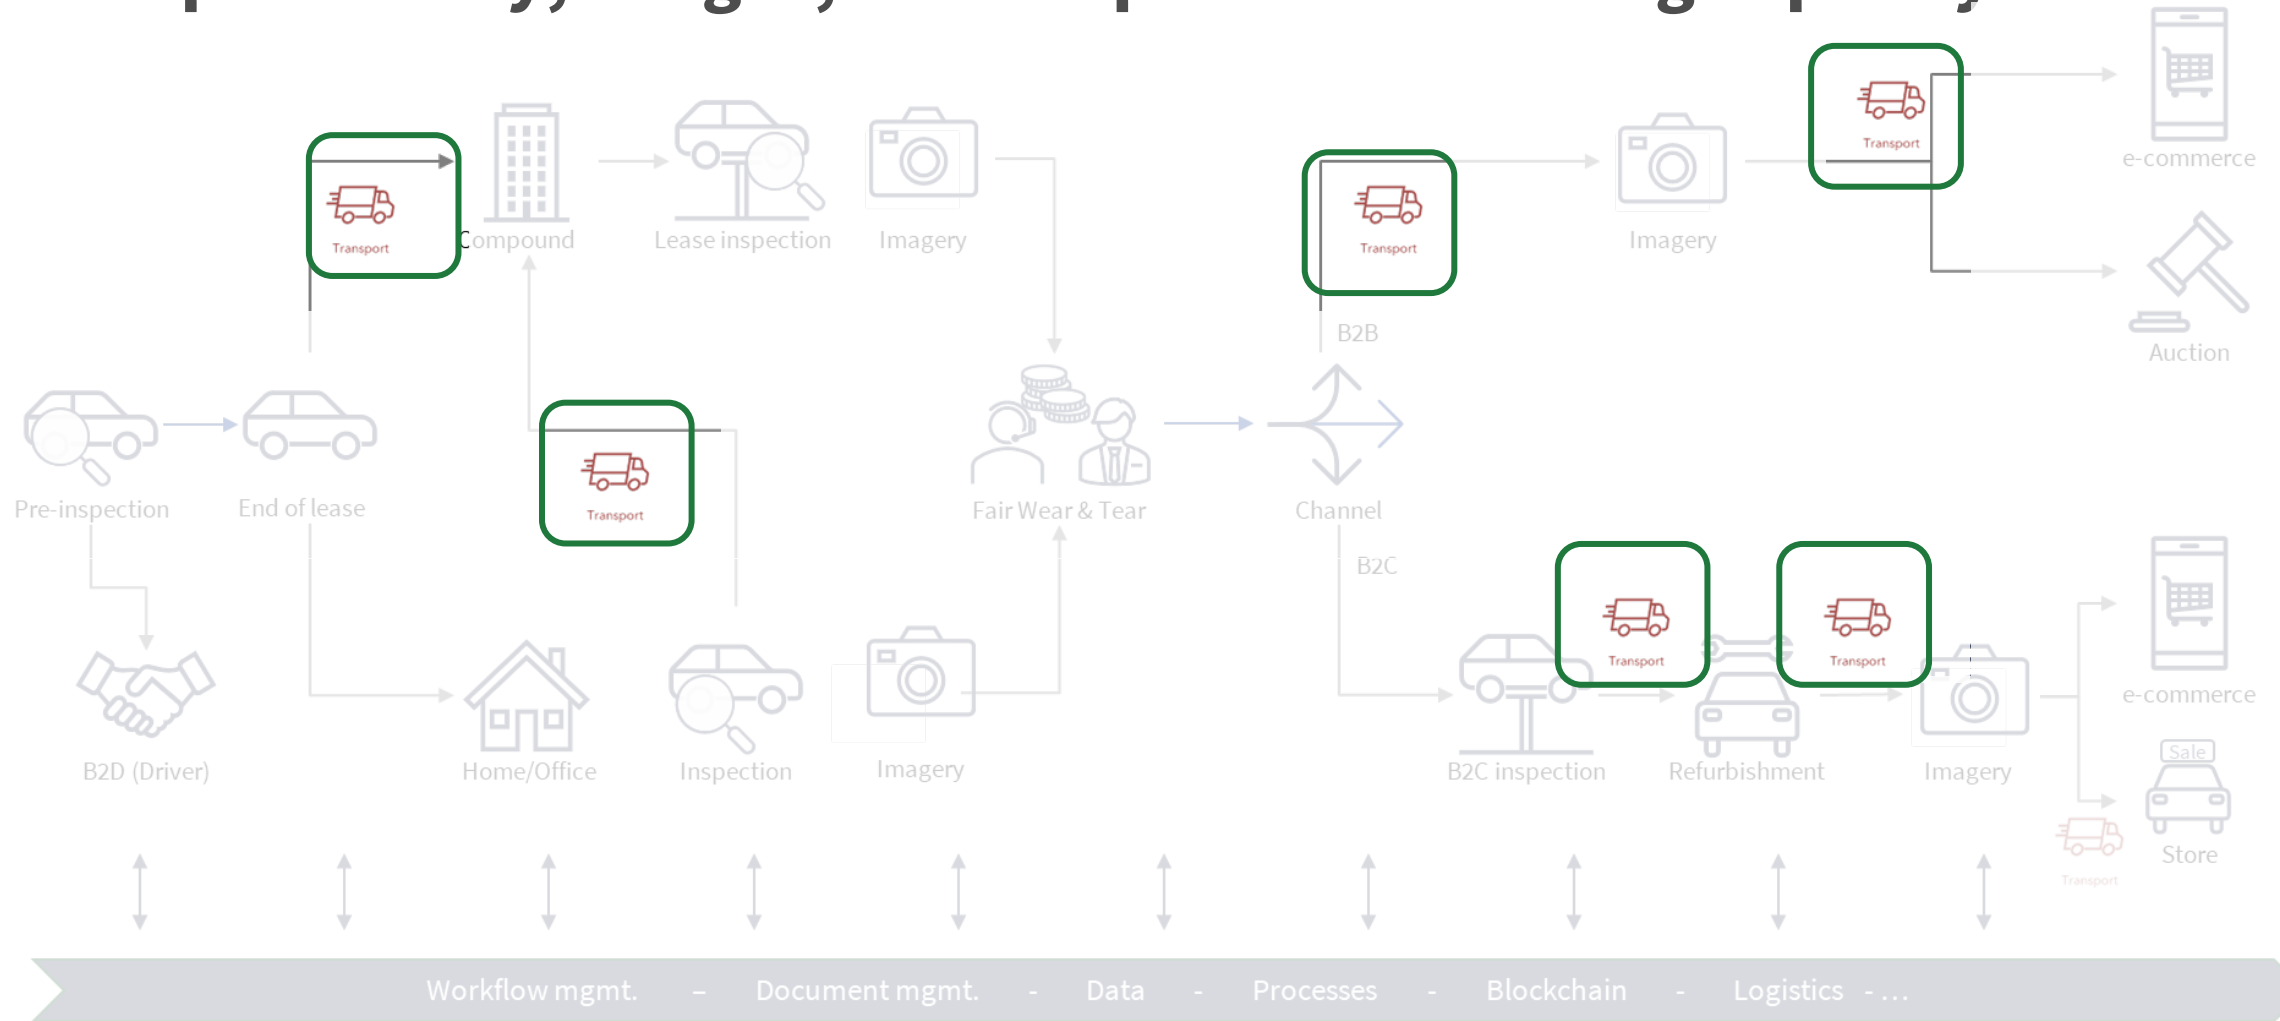 e-commerce
Transport
Transport
Transport
Compound
Lease inspection
Imagery
Imagery
B2B
Auction
Pre-inspection
End of lease
Transport
Fair Wear & Tear
Channel
B2C
Transport
Transport
e-commerce
B2D (Driver)
Home/Office
Inspection
Imagery
B2C inspection
Refurbishment
Imagery
Sale
Store
Transport
Workflow mgmt. – Document mgmt. - Data - Processes - Blockchain - Logistics - ...